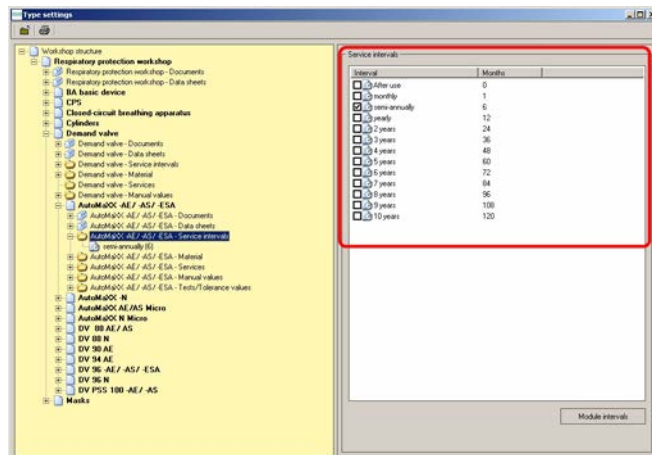 Type settings
Workshop structure
Respiratory protection workshop
Respiratory protection workshop - Documents
Respiratory protection workshop - Data sheets
BA basic device
CPS
Closed-circuit breathing apparatus
Cylinders
Demand valve
Demand valve - Documents
Demand valve - Data sheets
Demand valve - Service intervals
Demand valve - Material
Demand valve - Services
Demand valve - Manual values
AutoMaXX -AE/ -AS/ -ESA
AutoMaXX -AE/ -AS/ -ESA - Documents
AutoMaXX -AE/ -AS/ -ESA - Data sheets
AutoMaXX -AE/ -AS/ -ESA - Service intervals
semi-annually (6)
AutoMaXX -AE/ -AS/ -ESA - Material
AutoMaXX -AE/ -AS/ -ESA - Services
AutoMaXX -AE/ -AS/ -ESA - Manual values
AutoMaXX -AE/ -AS/ -ESA - Tests/Tolerance values
AutoMaXX -N
AutoMaXX AE/AS Micro
AutoMaXX N Micro
DV 88 AE/ AS
DV 88 N
DV 90 AE
DV 94 AE
DV 96 -AE/ -AS/ -ESA
DV 96 N
DV PSS 100 -AE/ -AS
Masks
Service intervals
Interval Months
After use 0
monthly 1
semi-annually 6
yearly 12
2 years 24
3 years 36
4 years 48
5 years 60
6 years 72
7 years 84
8 years 96
9 years 108
10 years 120
Module intervals